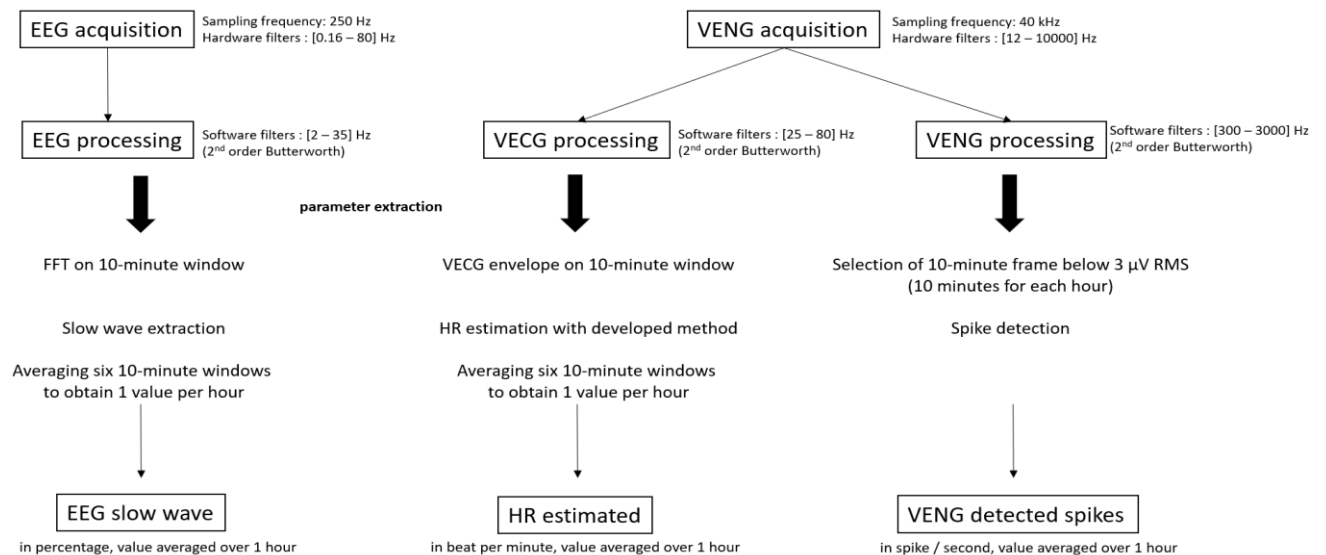 EEG acquisition
Sampling frequency: 250 Hz
Hardware filters : [0.16 – 80] Hz
VENG acquisition
Sampling frequency: 40 kHz
Hardware filters : [12 – 10000] Hz
EEG processing
Software filters : [2 – 35] Hz
(2nd order Butterworth)
VECG processing
Software filters : [25 – 80] Hz
(2nd order Butterworth)
VENG processing
Software filters : [300 – 3000] Hz
(2nd order Butterworth)
parameter extraction
FFT on 10-minute window
Slow wave extraction
Averaging six 10-minute windows
to obtain 1 value per hour
VECG envelope on 10-minute window
HR estimation with developed method
Averaging six 10-minute windows
to obtain 1 value per hour
Selection of 10-minute frame below 3 μV RMS
(10 minutes for each hour)
Spike detection
EEG slow wave
in percentage, value averaged over 1 hour
HR estimated
in beat per minute, value averaged over 1 hour
VENG detected spikes
in spike / second, value averaged over 1 hour